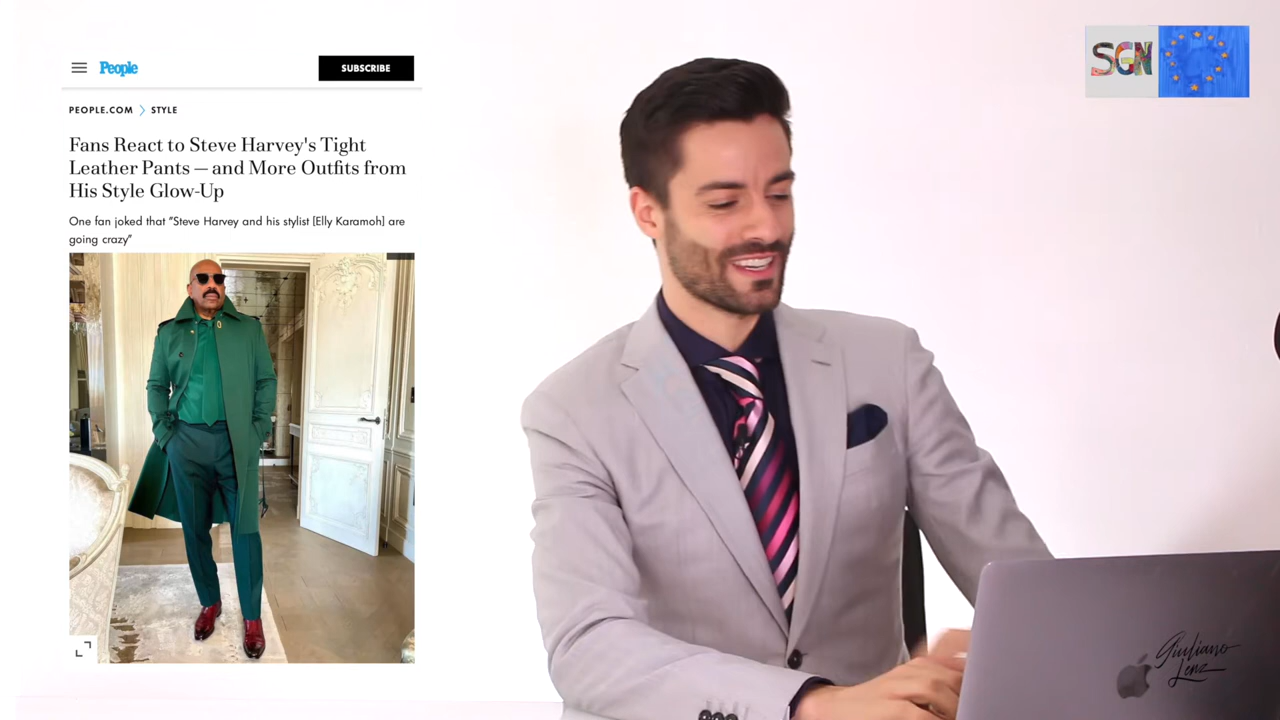 People
SUBSCRIBE
PEOPLE.COM > STYLE
Fans React to Steve Harvey's Tight
Leather Pants — and More Outfits from
His Style Glow-Up
One fan joked that "Steve Harvey and his stylist [Elly Karamoh] are
going crazy"
SGN
Giuliano
Lenz